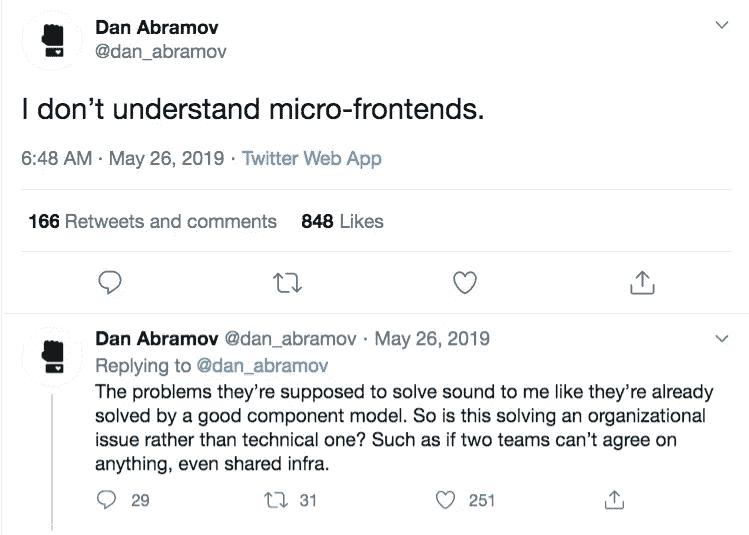 Dan Abramov
@dan_abramov
I don’t understand micro-frontends.
6:48 AM · May 26, 2019 · Twitter Web App
166 Retweets and comments 848 Likes
Dan Abramov @dan_abramov · May 26, 2019
Replying to @dan_abramov
The problems they’re supposed to solve sound to me like they’re already
solved by a good component model. So is this solving an organizational
issue rather than technical one? Such as if two teams can’t agree on
anything, even shared infra.
29 31 251